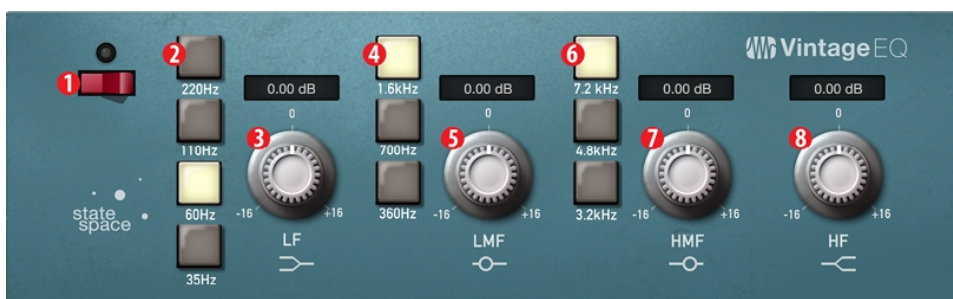 Vintage EQ
1
2
220Hz
110Hz
60Hz
35Hz
0.00 dB
3
0
-16
+16
LF
4
1.6kHz
700Hz
360Hz
0.00 dB
5
0
-16
+16
LMF
6
7.2 kHz
4.8kHz
3.2kHz
0.00 dB
7
0
-16
+16
HMF
0.00 dB
8
0
-16
+16
HF
state
space